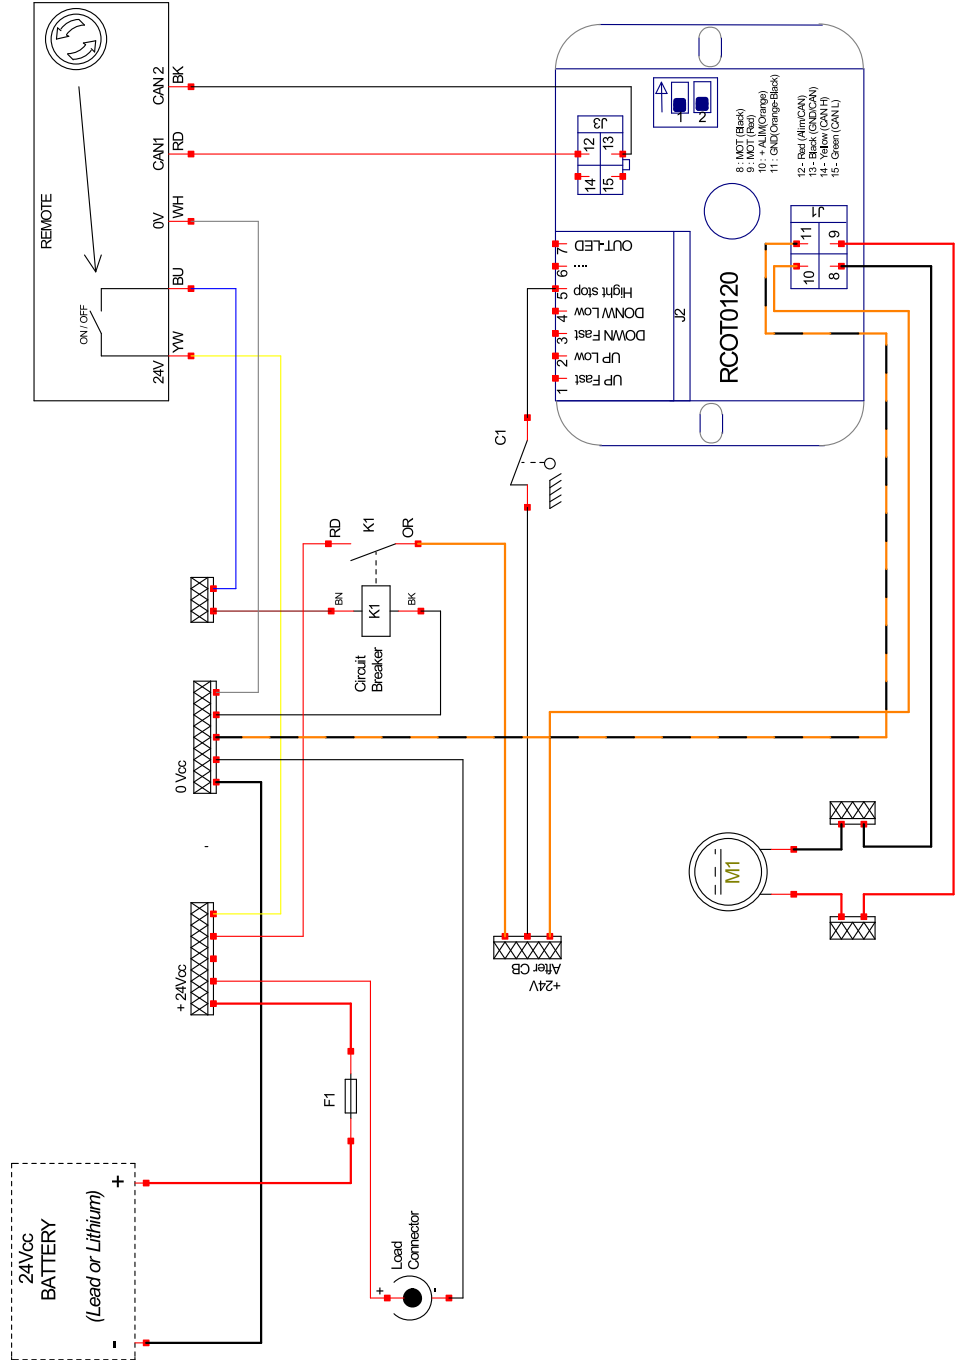 REMOTE
ON / OFF
24V
YW
BU
0V
WH
CAN1
RD
CAN 2
BK
J3
12
13
14
15
1
2
8 : MOT (Black)
9 : MOT (Red)
10 : + ALIM(Orange)
11 : GND(Orange-Black)
12 - Red (Alim/CAN)
13 - Black (GND/CAN)
14 - Yellow (CAN H)
15 - Green (CAN L)
J1
11
9
10
8
RCOT0120
J2
7 OUT-LED
6 ....
5 Hight stop
4 DONW Low
3 DOWN Fast
2 UP Low
1 UP Fast
C1
RD
K1
OR
BN
K1
BK
Circuit
Breaker
0 Vcc
-
+ 24Vcc
+24V
After CB
M1
F1
24Vcc
BATTERY
(Lead or Lithium)
+
-
Load
Connector
+
-